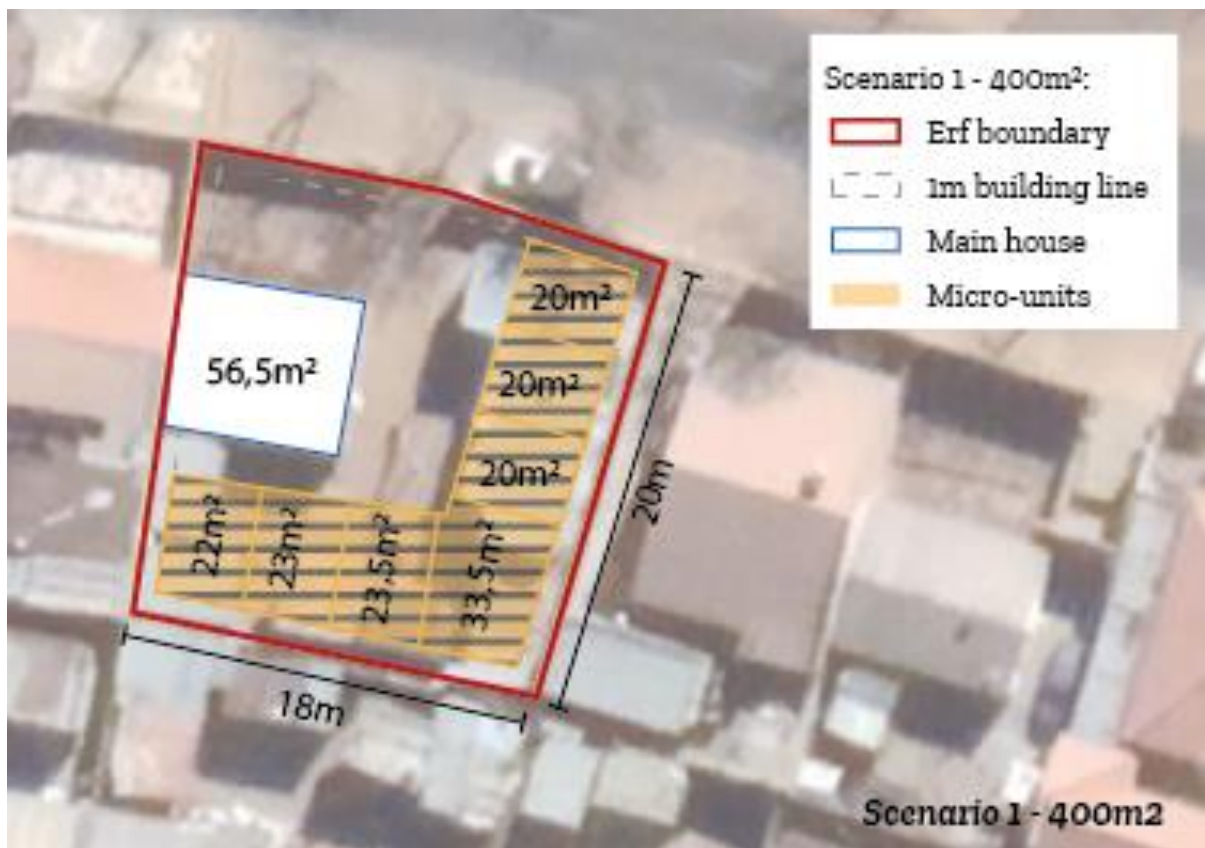 Scenario 1 - 400m²:
Erf boundary
1m building line
Main house
Micro-units
20m²
56,5m²
20m²
20m²
22m²
23m²
23,5m²
33,5m²
20m
18m
Scenario 1 - 400m2